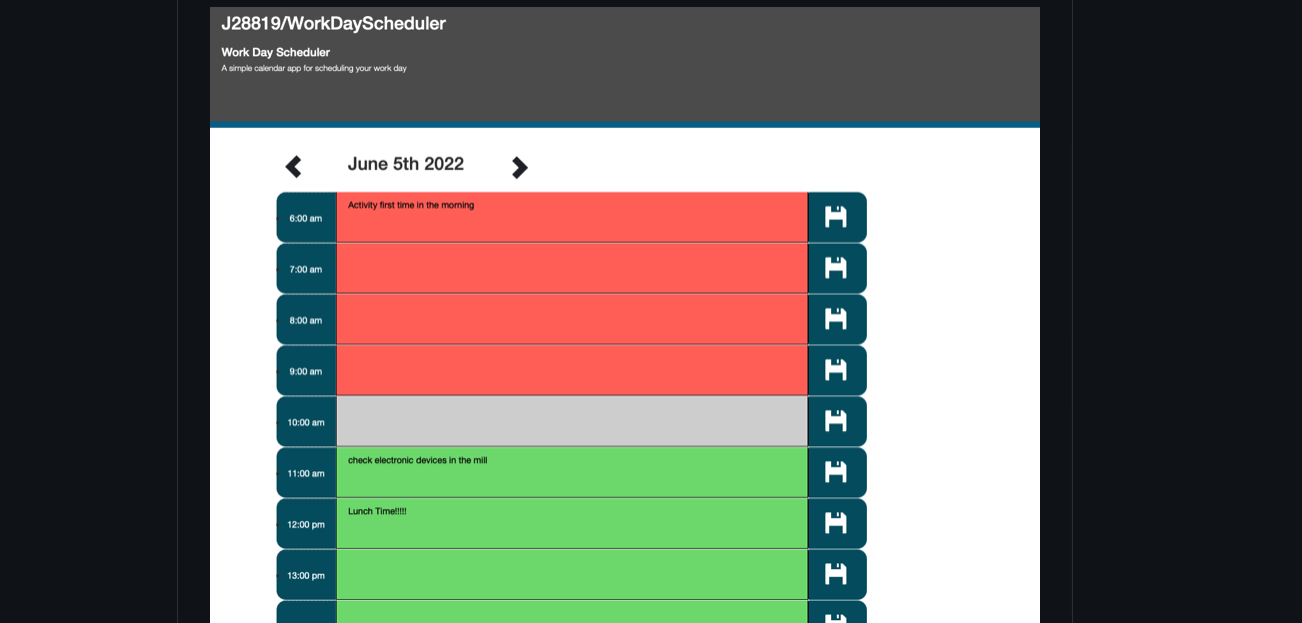 J28819/WorkDayScheduler
Work Day Scheduler
A simple calendar app for scheduling your work day
June 5th 2022
6:00 am
Activity first time in the morning
7:00 am
8:00 am
9:00 am
10:00 am
11:00 am
check electronic devices in the mill
12:00 pm
Lunch Time!!!!!
13:00 pm